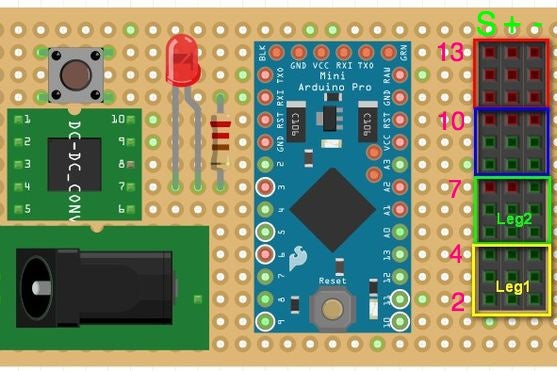 S + -
13
10
7
Leg2
4
Leg1
2
1 10
2 9
3 8
4 7
5 6
DC-DC_CONV
BLK GND VCC RXI TXO GRN
Mini
Arduino Pro
TXO RAW
RXI GND
RST RST
GND VCC
2 A3
3 A2
4 A1
5 A0
6 13
7 12
8 11
9 10
C106
C106
Reset